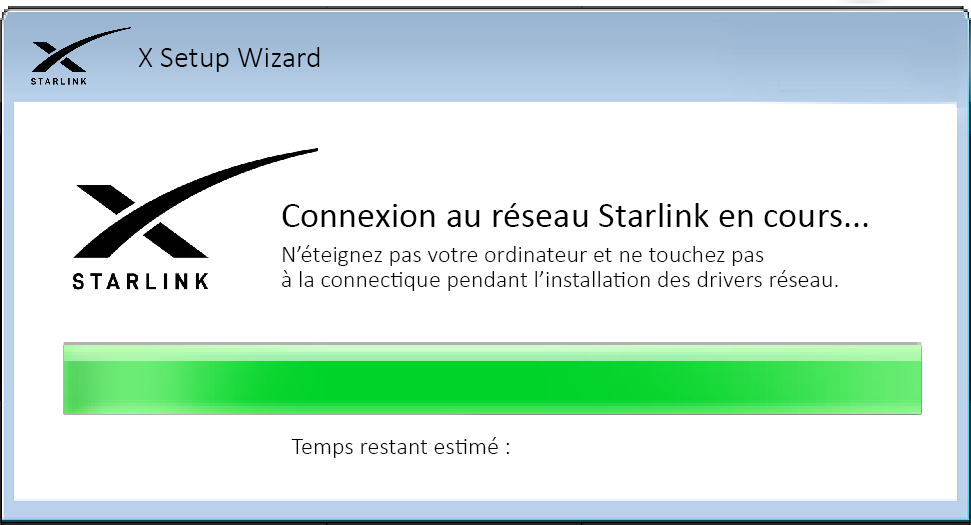 STARLINK
X Setup Wizard
STARLINK
Connexion au réseau Starlink en cours...
N’éteignez pas votre ordinateur et ne touchez pas
à la connectique pendant l’installation des drivers réseau.
Temps restant estimé :